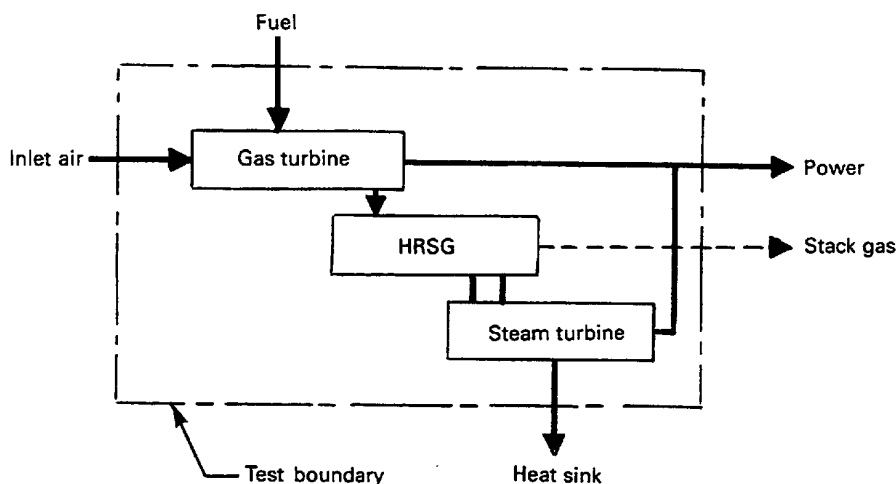 Fuel
Inlet air
Gas turbine
Power
HRSG
Stack gas
Steam turbine
Test boundary
Heat sink